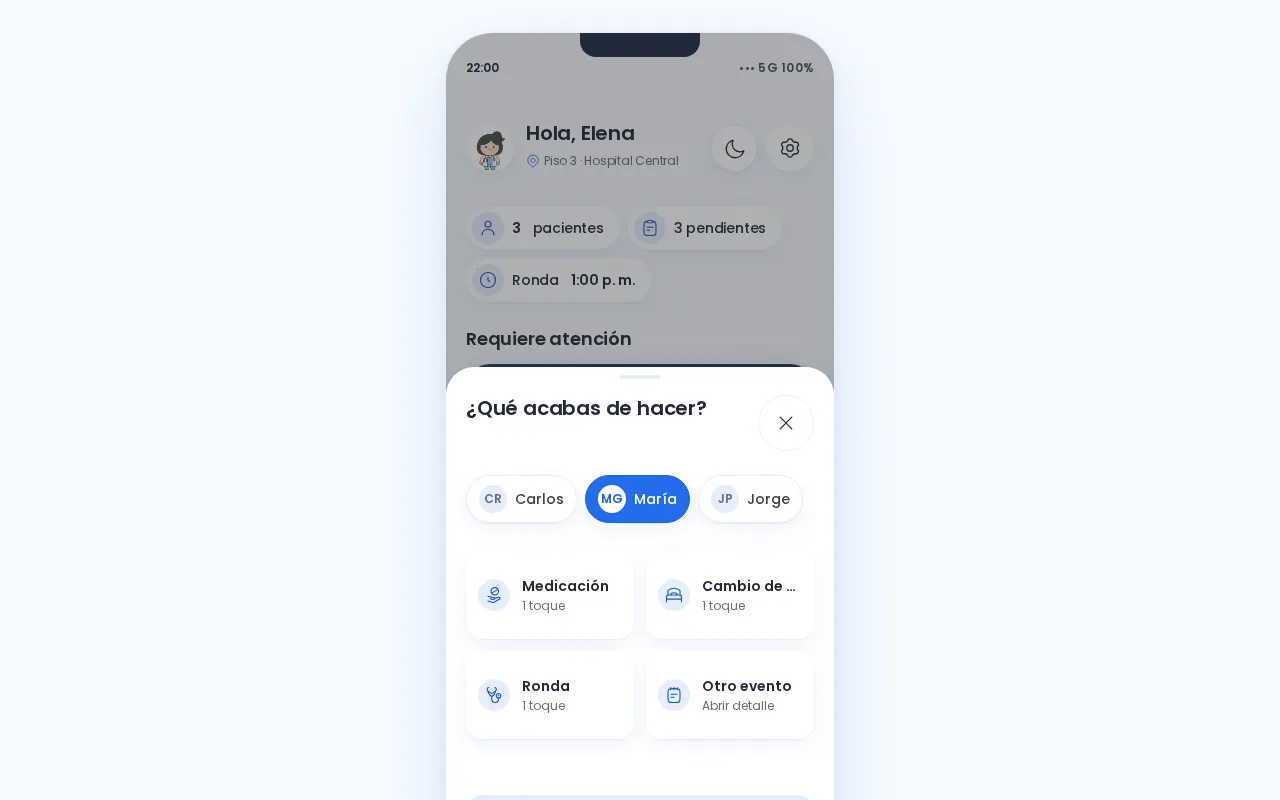 22:00
••• 5G 100%
Hola, Elena
Piso 3 · Hospital Central
3 pacientes
3 pendientes
Ronda 1:00 p. m.
Requiere atención
¿Qué acabas de hacer?
CR Carlos
MG María
JP Jorge
Medicación
1 toque
Cambio de ...
1 toque
Ronda
1 toque
Otro evento
Abrir detalle